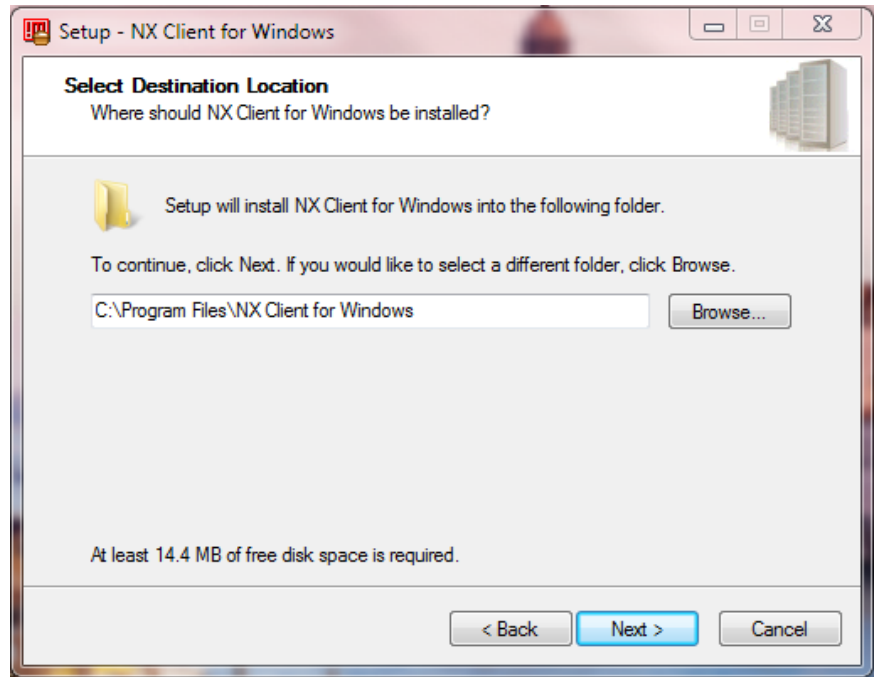 Setup - NX Client for Windows
Select Destination Location
Where should NX Client for Windows be installed?
Setup will install NX Client for Windows into the following folder.
To continue, click Next. If you would like to select a different folder, click Browse.
C:\Program Files\NX Client for Windows
Browse...
At least 14.4 MB of free disk space is required.
< Back
Next >
Cancel